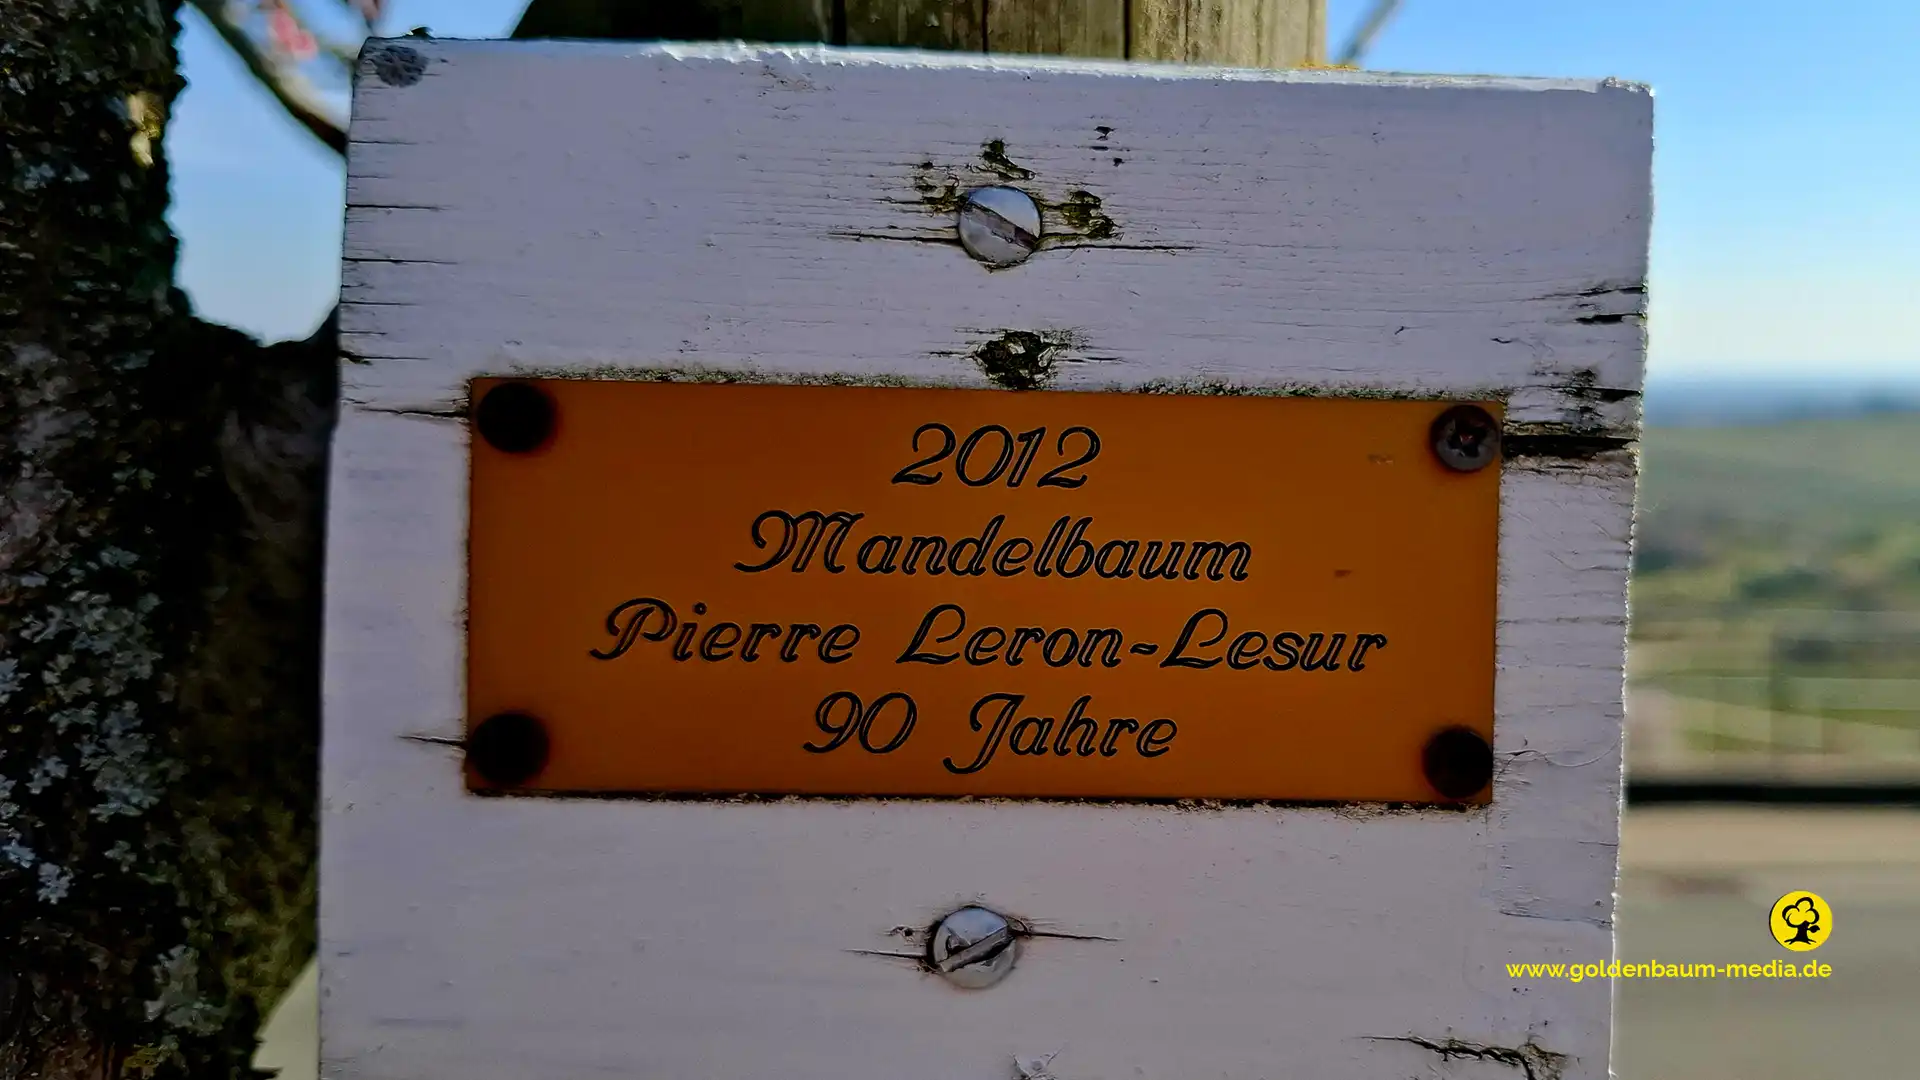 2012
Mandelbaum
Pierre Leron-Lesur
90 Jahre
www.goldenbaum-media.de